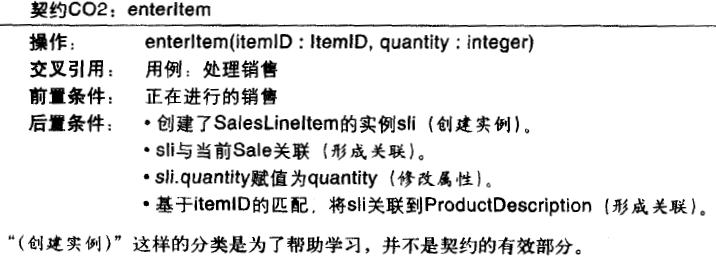 契约CO2：enterItem
操作： enterItem(itemID : ItemID, quantity : integer)
交叉引用： 用例：处理销售
前置条件： 正在进行的销售
后置条件： • 创建了SalesLineItem的实例sli（创建实例）。
• sli与当前Sale关联（形成关联）。
• sli.quantity赋值为quantity（修改属性）。
• 基于itemID的匹配，将sli关联到ProductDescription（形成关联）。
“(创建实例)”这样的分类是为了帮助学习，并不是契约的有效部分。